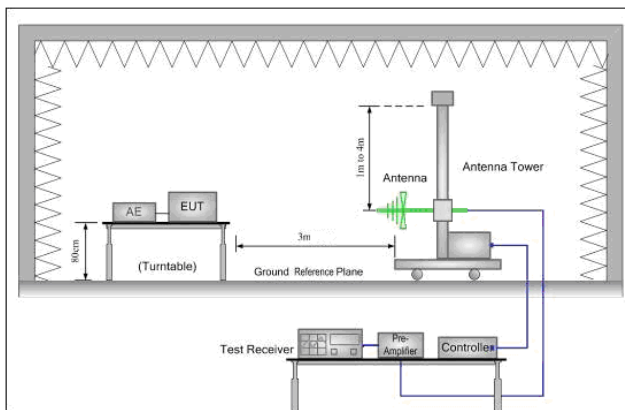 1m to 4m
Antenna
Antenna Tower
AE
EUT
3m
80cm
(Turntable)
Ground Reference Plane
Test Receiver
Pre-
Amplifier
Controller